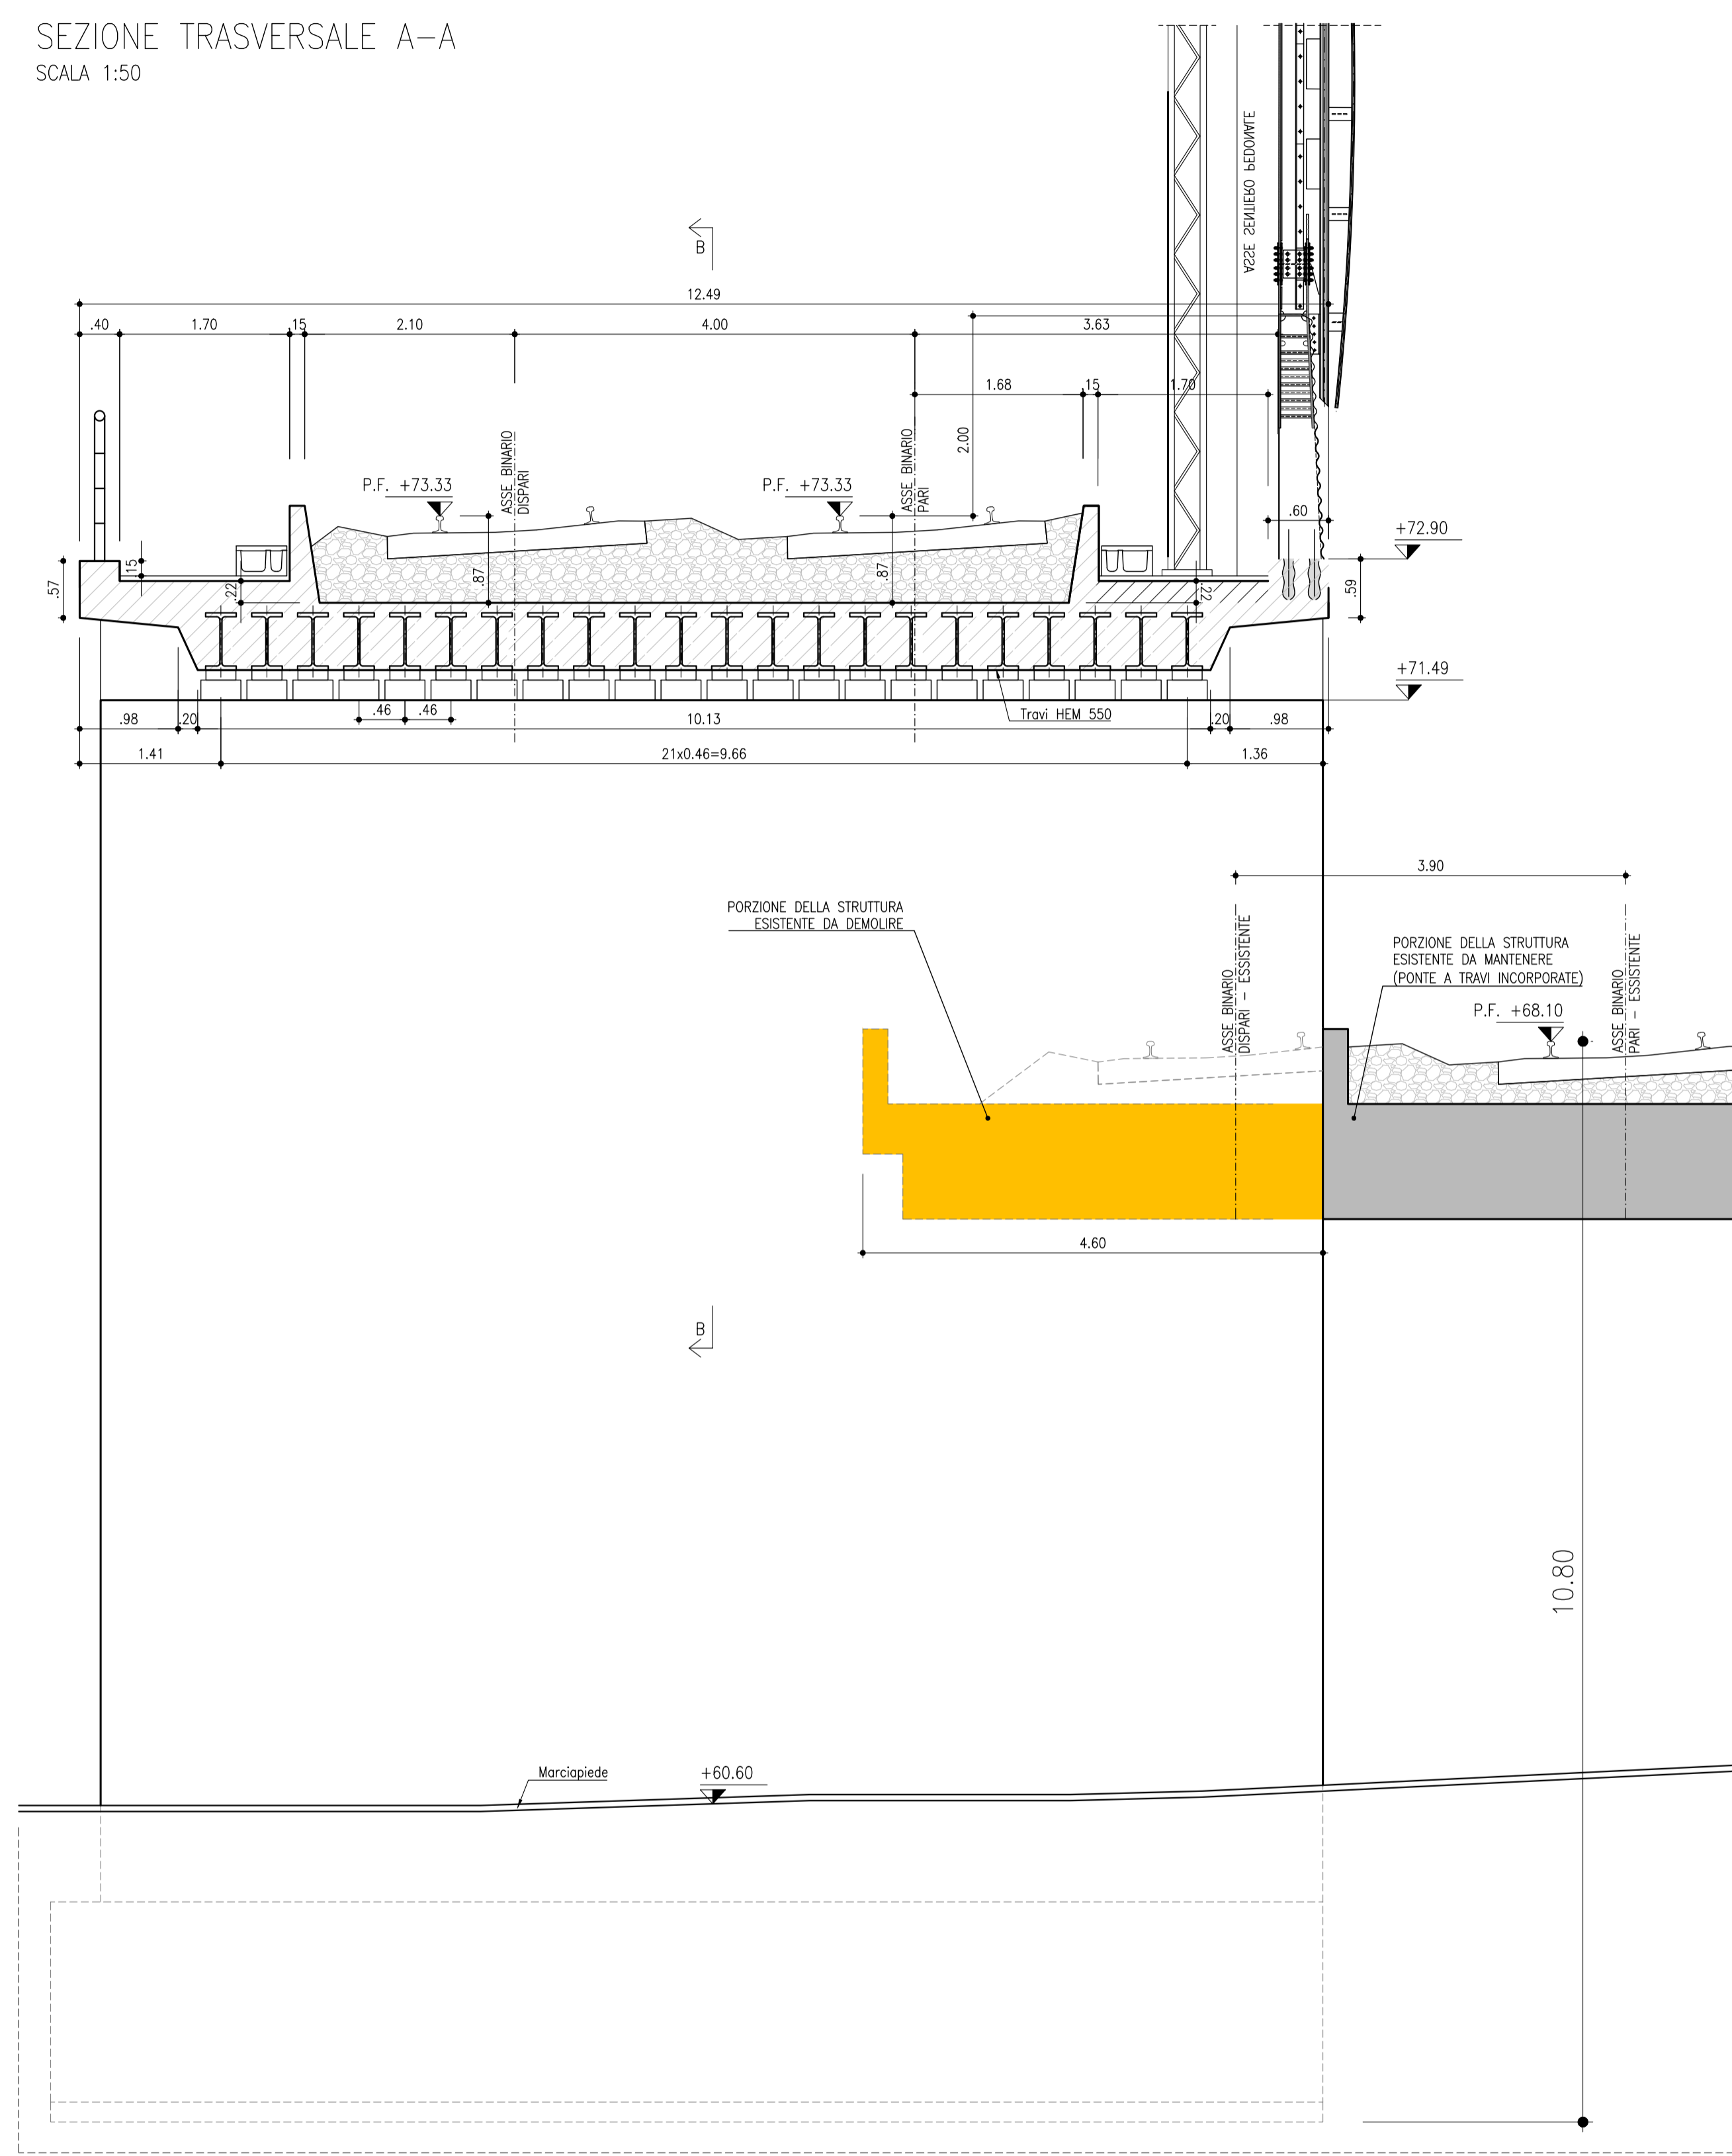 SEZIONE TRASVERSALE A-A
SCALA 1:50
ASSE SENTIERO PEDONALE
B
12.49
.40
1.70
.15
2.10
4.00
3.63
1.68
.15
1.70
2.00
ASSE BINARIO
DISPARI
ASSE BINARIO
PARI
P.F. +73.33
P.F. +73.33
.60
+72.90
.57
.15
.22
.87
.87
.22
.59
+71.49
.98
.20
.46
.46
10.13
Travi HEM 550
.20
.98
1.41
21x0.46=9.66
1.36
3.90
PORZIONE DELLA STRUTTURA
ESISTENTE DA DEMOLIRE
ASSE BINARIO
DISPARI - ESSISTENTE
PORZIONE DELLA STRUTTURA
ESISTENTE DA MANTENERE
(PONTE A TRAVI INCORPORATE)
ASSE BINARIO
PARI - ESSISTENTE
P.F. +68.10
4.60
B
10.80
Marciapiede
+60.60